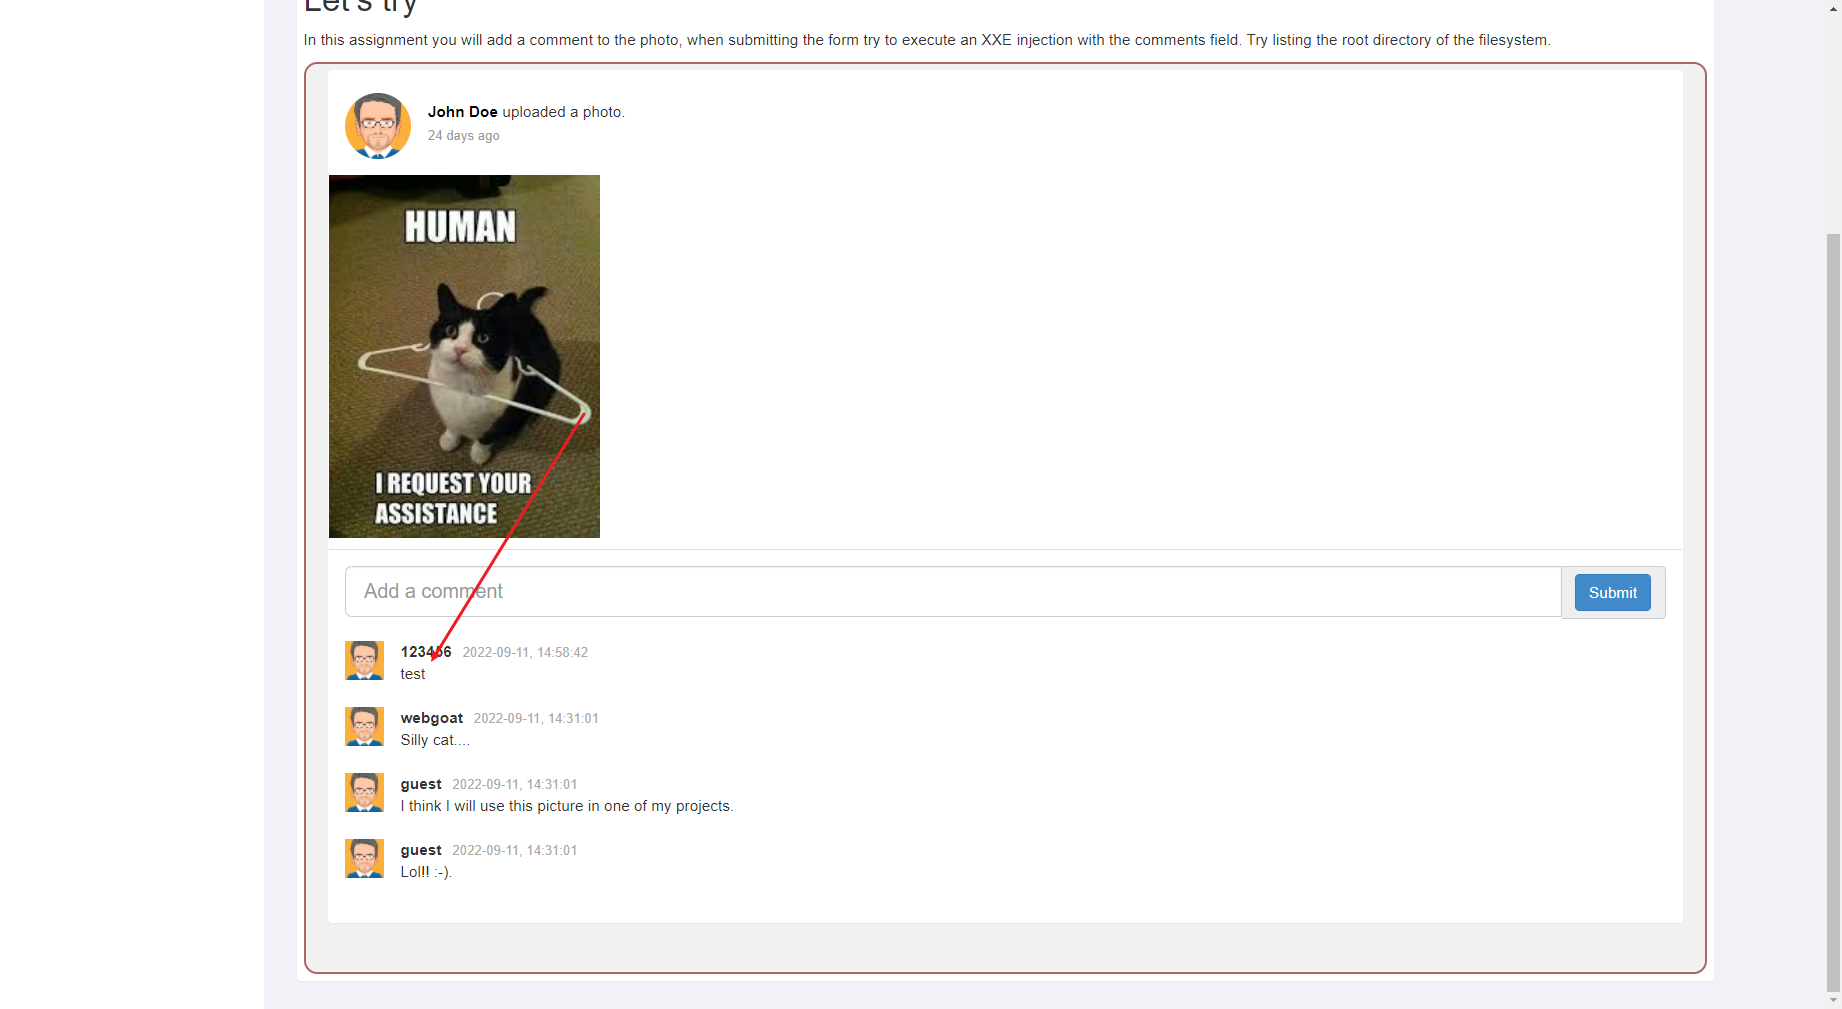 Let's try
In this assignment you will add a comment to the photo, when submitting the form try to execute an XXE injection with the comments field. Try listing the root directory of the filesystem.
John Doe uploaded a photo.
24 days ago
HUMAN
I REQUEST YOUR
ASSISTANCE
Add a comment
Submit
123456 2022-09-11, 14:58:42
test
webgoat 2022-09-11, 14:31:01
Silly cat....
guest 2022-09-11, 14:31:01
I think I will use this picture in one of my projects.
guest 2022-09-11, 14:31:01
Lol!! :-).